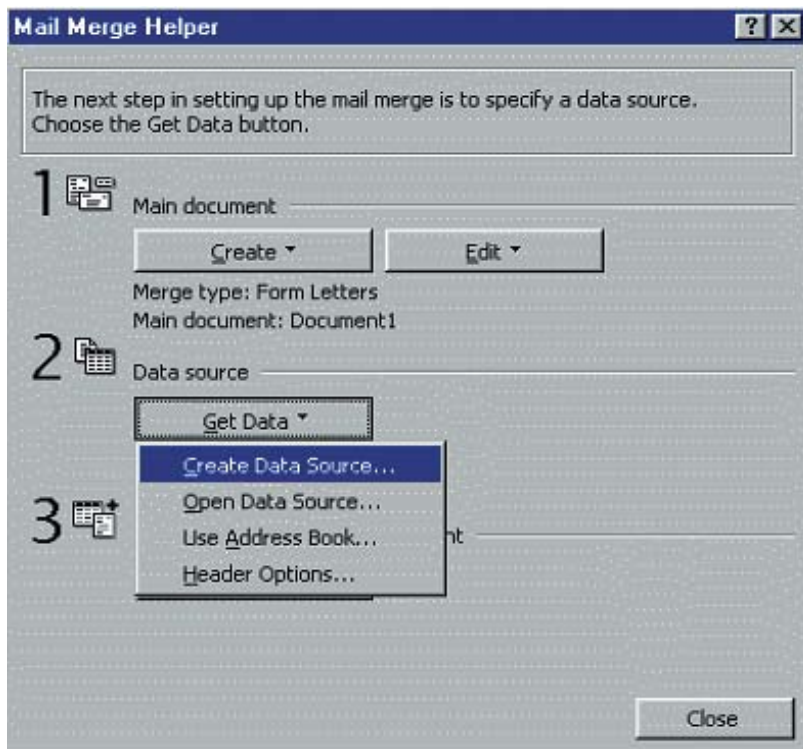 Mail Merge Helper
The next step in setting up the mail merge is to specify a data source.
Choose the Get Data button.
1
Main document
Create Edit
Merge type: Form Letters
Main document: Document1
2
Data source
Get Data
Create Data Source...
Open Data Source...
3
Use Address Book...
Header Options...
Close